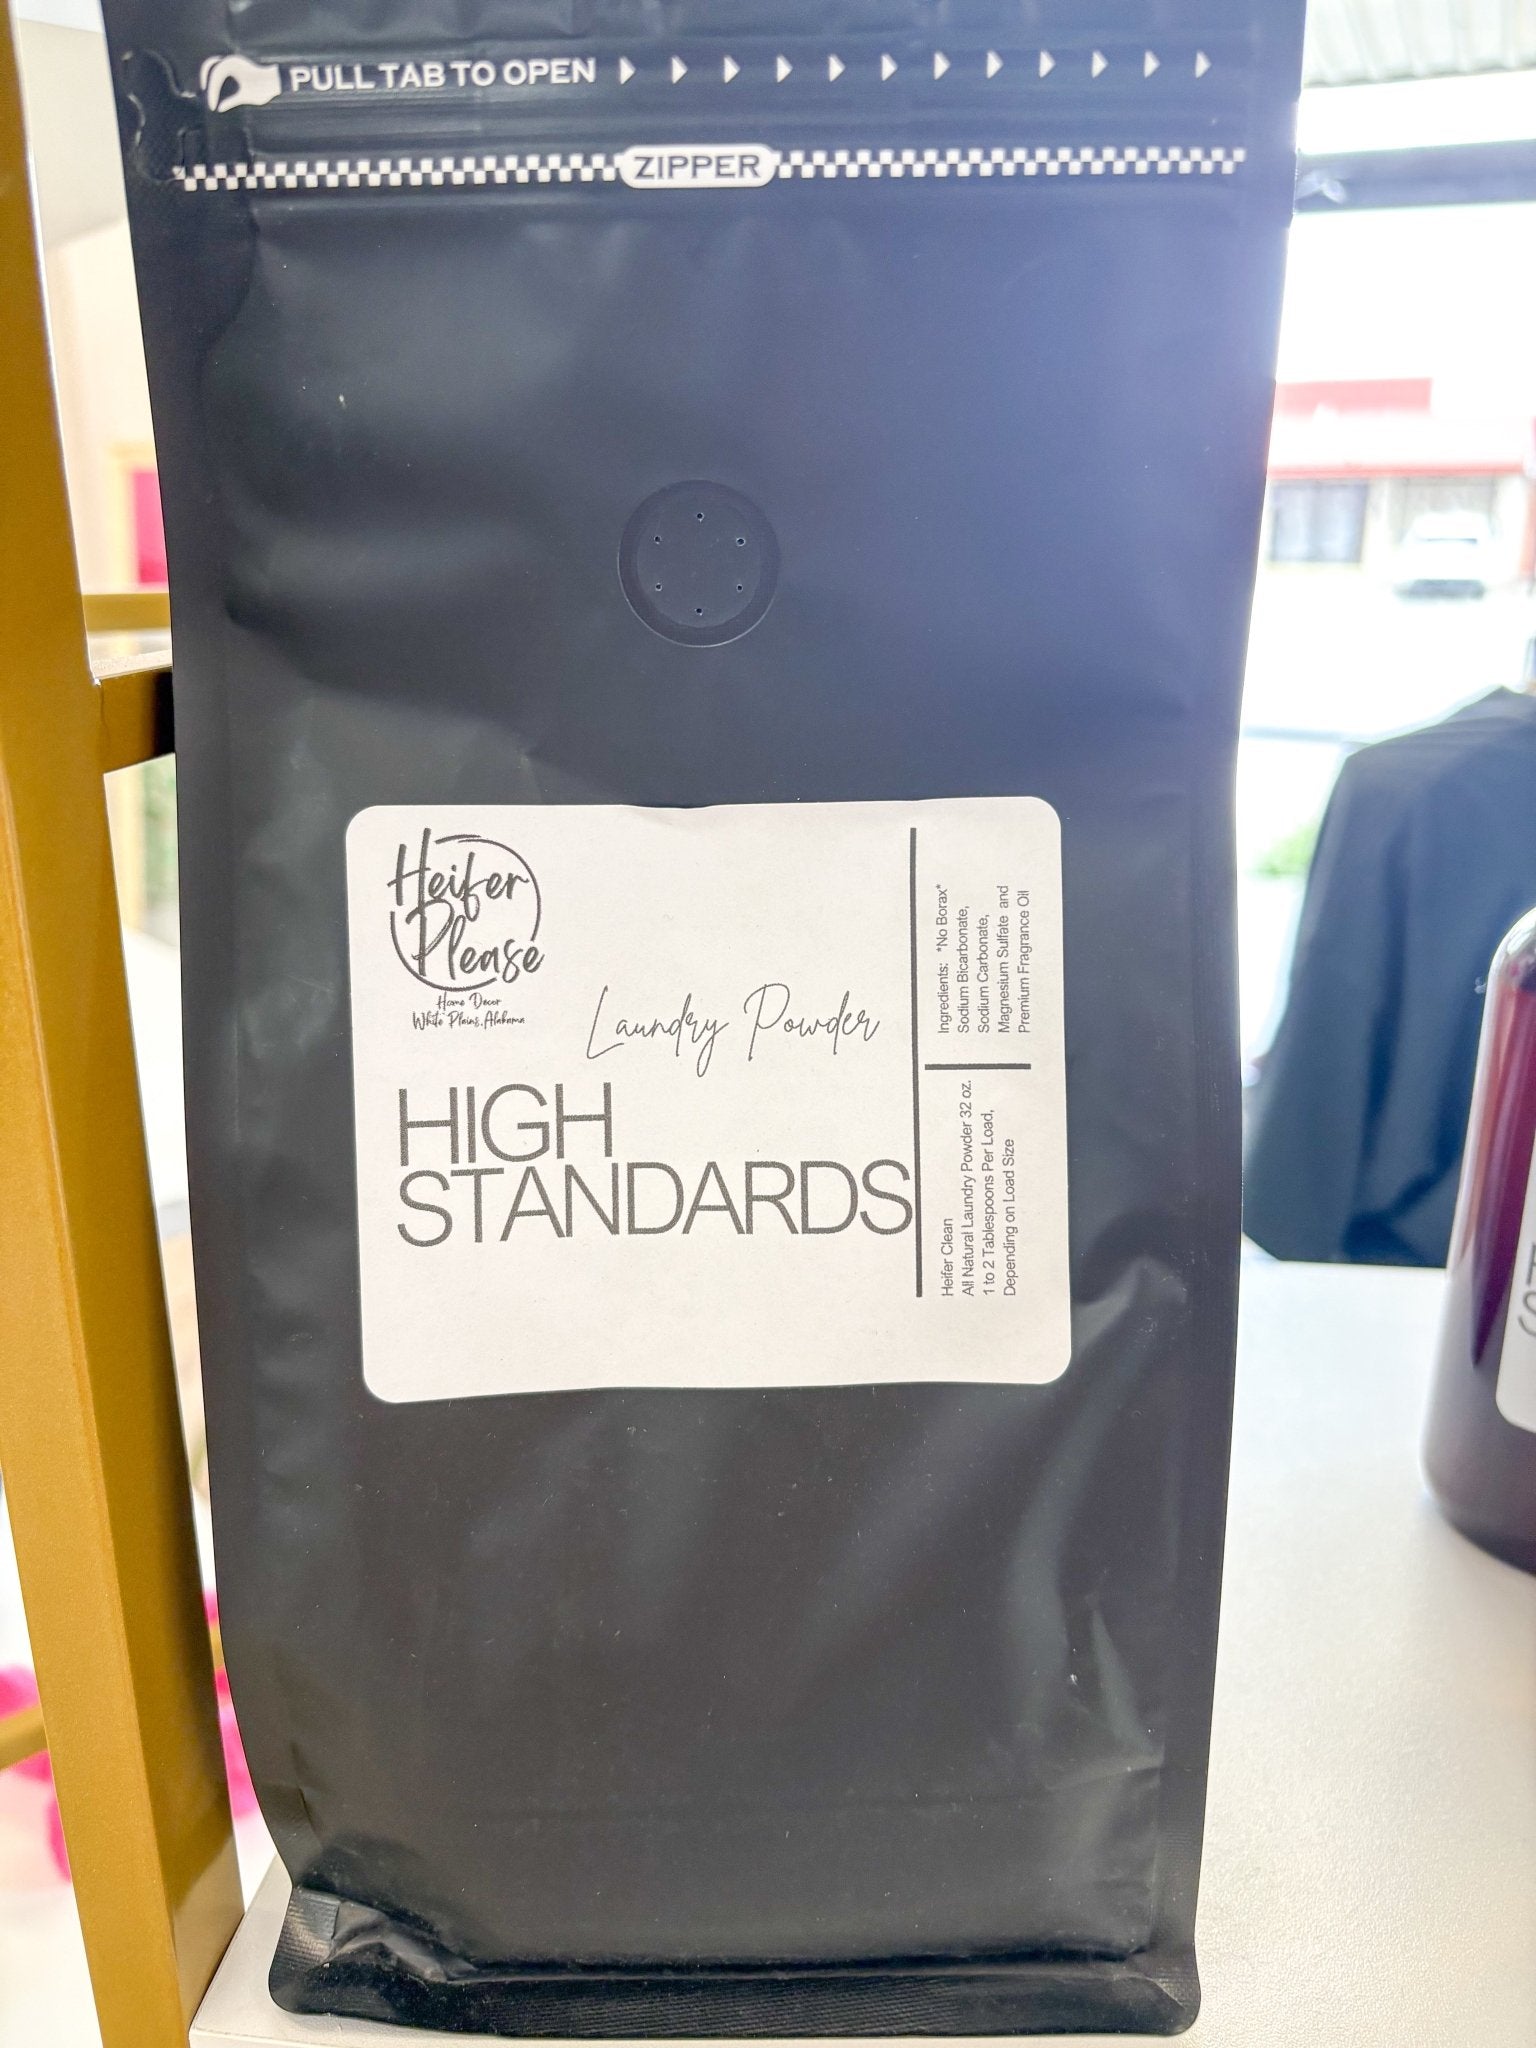 PULL TAB TO OPEN
ZIPPER
Heifer
Please
Home Decor
White Plains, Alabama
Laundry Powder
HIGH
STANDARDS
Ingredients: *No Borax*
Sodium Bicarbonate,
Sodium Carbonate,
Magnesium Sulfate and
Premium Fragrance Oil
Heifer Clean
All Natural Laundry Powder 32 oz.
1 to 2 Tablespoons Per Load,
Depending on Load Size